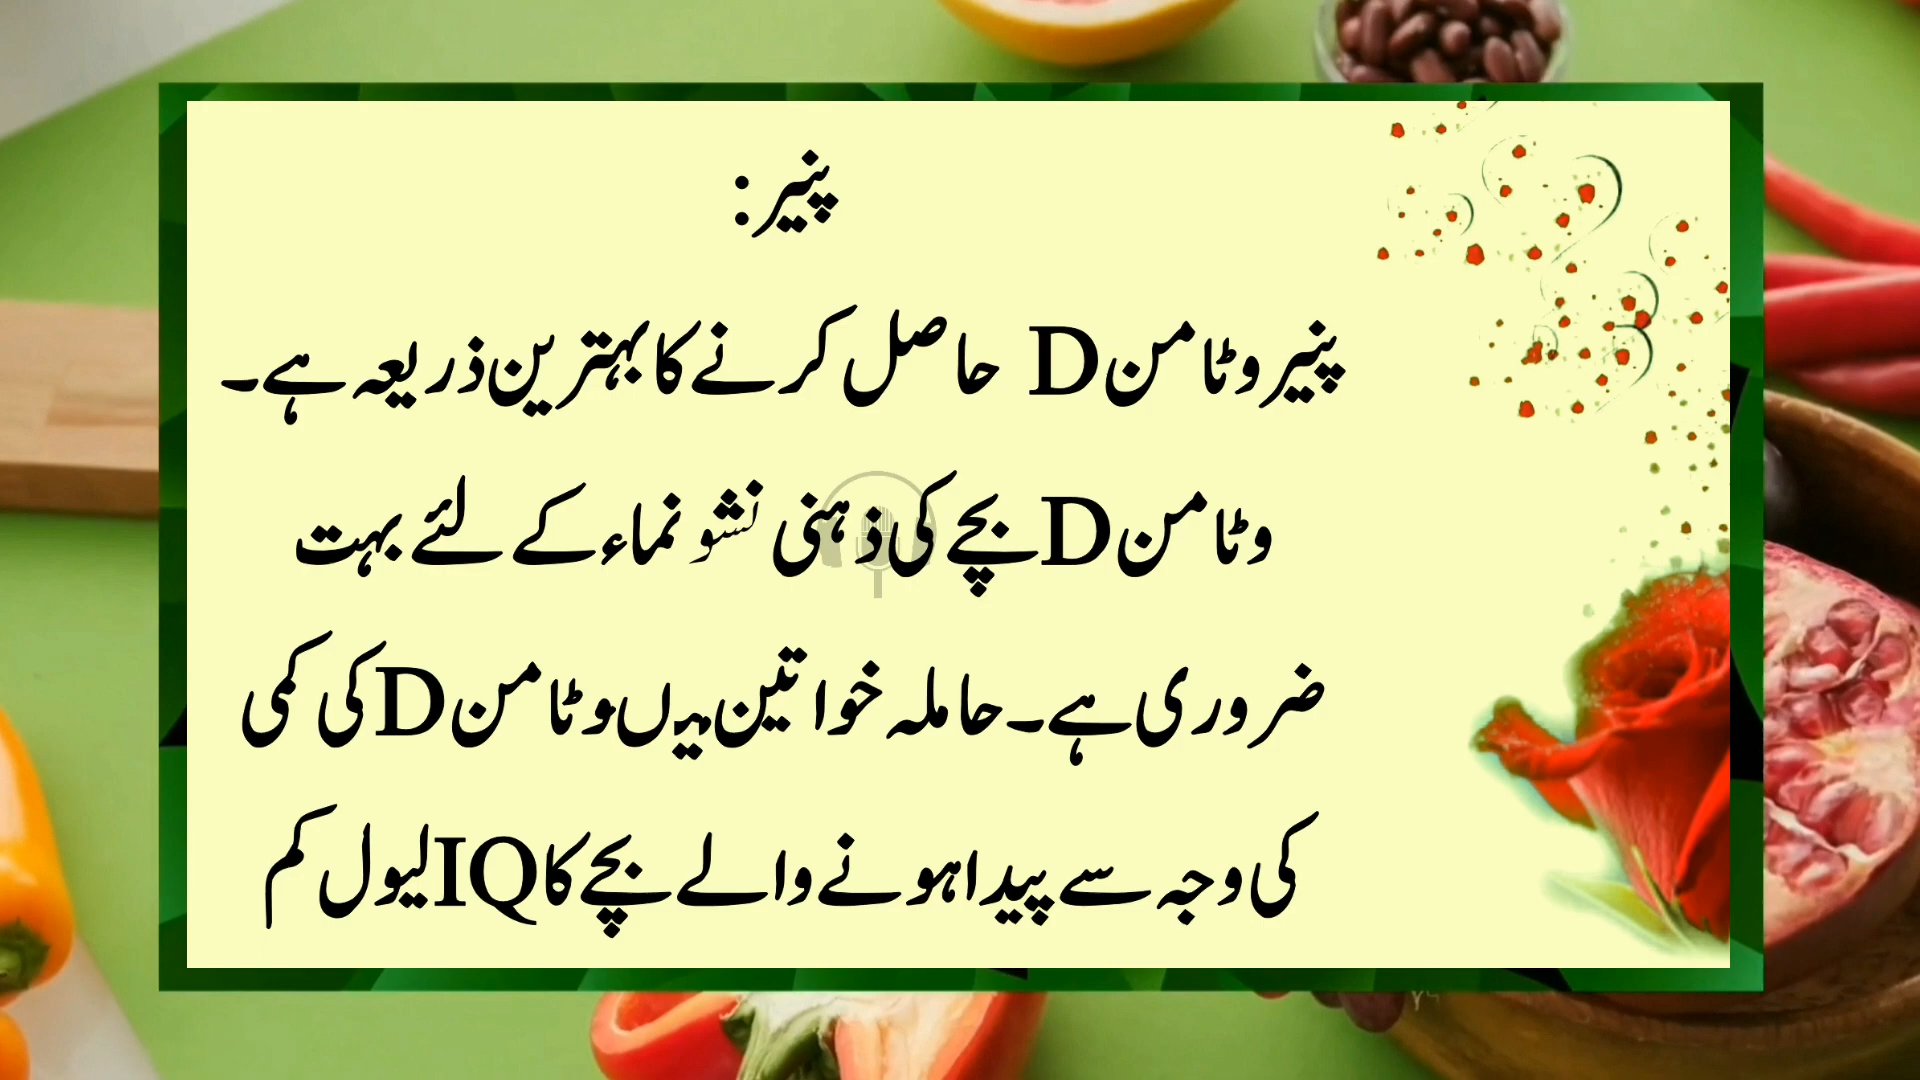 پنیر:
پنیر وٹامن D حاصل کرنے کا بہترین ذریعہ ہے۔
وٹامن D بچے کی ذہنی نشو نماء کے لئے بہت
ضروری ہے۔ حاملہ خواتین میں وٹامن D کی کمی
کی وجہ سے پیدا ہونے والے بچے کا IQ لیول کم